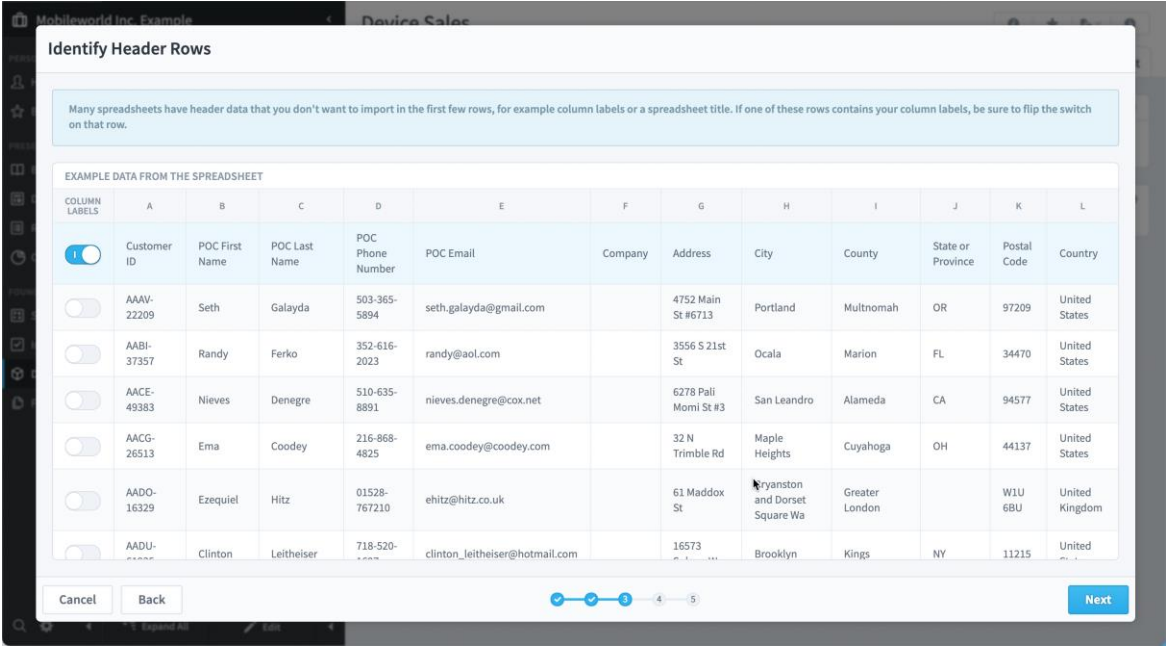 Mobileworld Inc. Example
Device Sales
Identify Header Rows
Many spreadsheets have header data that you don't want to import in the first few rows, for example column labels or a spreadsheet title. If one of these rows contains your column labels, be sure to flip the switch
on that row.
EXAMPLE DATA FROM THE SPREADSHEET
COLUMN LABELS A B C D E F G H I J K L
Customer ID POC First Name POC Last Name POC Phone Number POC Email Company Address City County State or Province Postal Code Country
AAAV-22209 Seth Galayda 503-365-5894 seth.galayda@gmail.com 4752 Main St #6713 Portland Multnomah OR 97209 United States
AABI-37357 Randy Ferko 352-616-2023 randy@aol.com 3556 S 21st St Ocala Marion FL 34470 United States
AACE-49383 Nieves Denegre 510-635-8891 nieves.denegre@cox.net 6278 Pali Momi St #3 San Leandro Alameda CA 94577 United States
AACG-26513 Ema Coodey 216-868-4825 ema.coodey@coodey.com 32 N Trimble Rd Maple Heights Cuyahoga OH 44137 United States
AADO-16329 Ezequiel Hitz 01528-767210 ehitz@hitz.co.uk 61 Maddox St Bryanston and Dorset Square Wa Greater London W1U 6BU United Kingdom
AADU- Clinton Leitheiser 718-520- clinton_leitheiser@hotmail.com 16573 Brooklyn Kings NY 11215 United
Cancel Back 3 4 5 Next
Expand All Edit